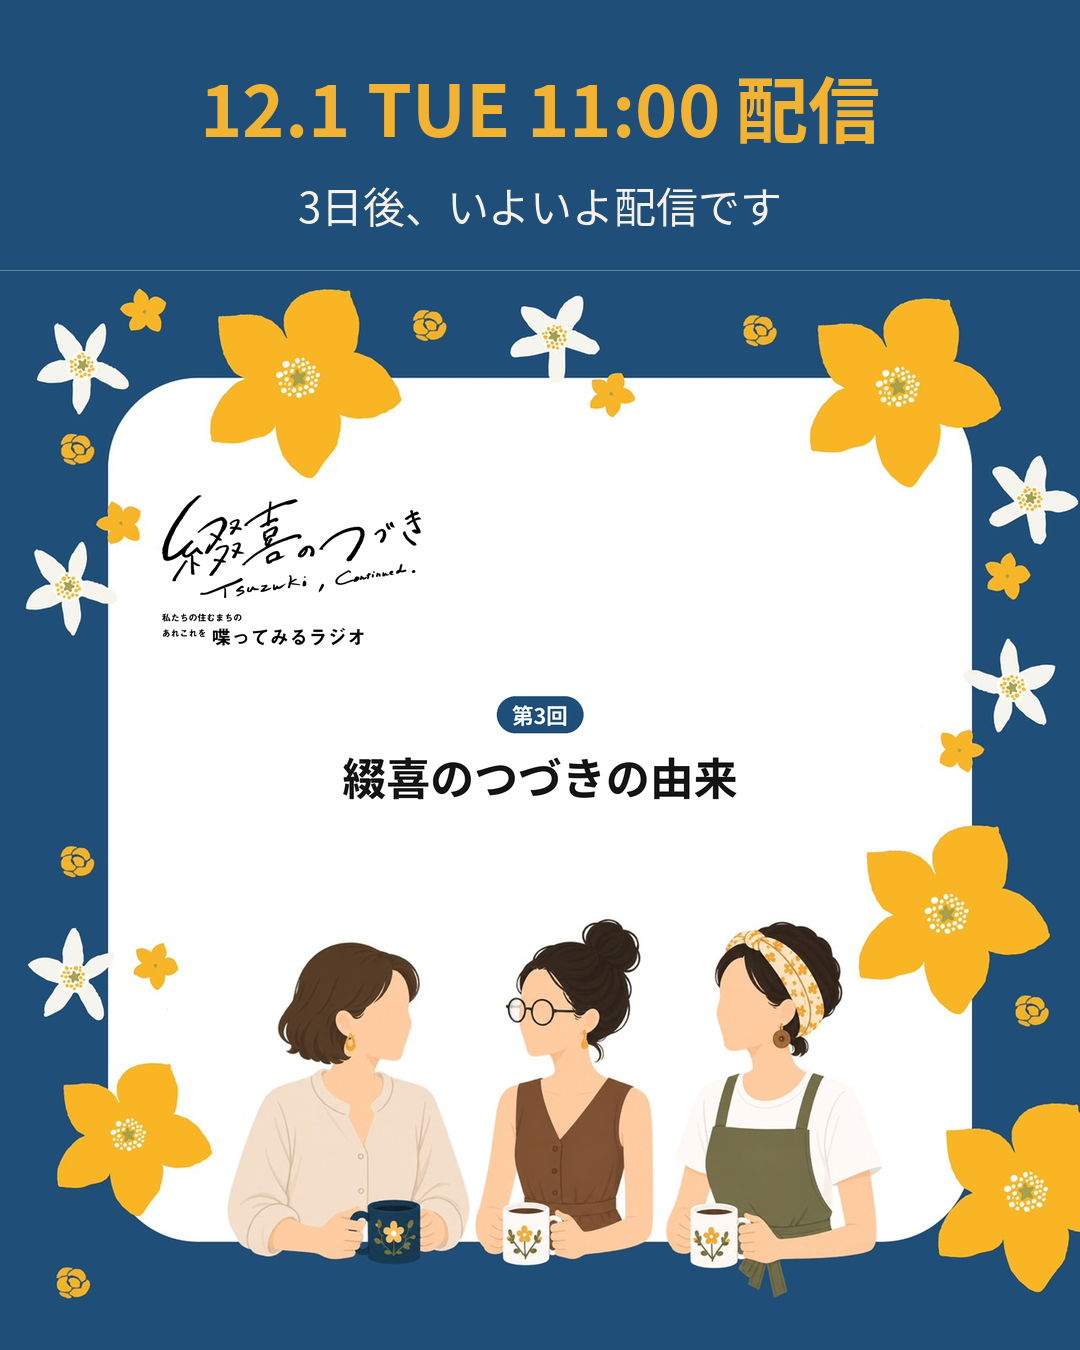 12.1 TUE 11:00 配信
3日後、いよいよ配信です
綴喜のつづき
Tsuzuki, Continued.
私たちの住むまちの
あれこれを 喋ってみるラジオ
第3回
綴喜のつづきの由来